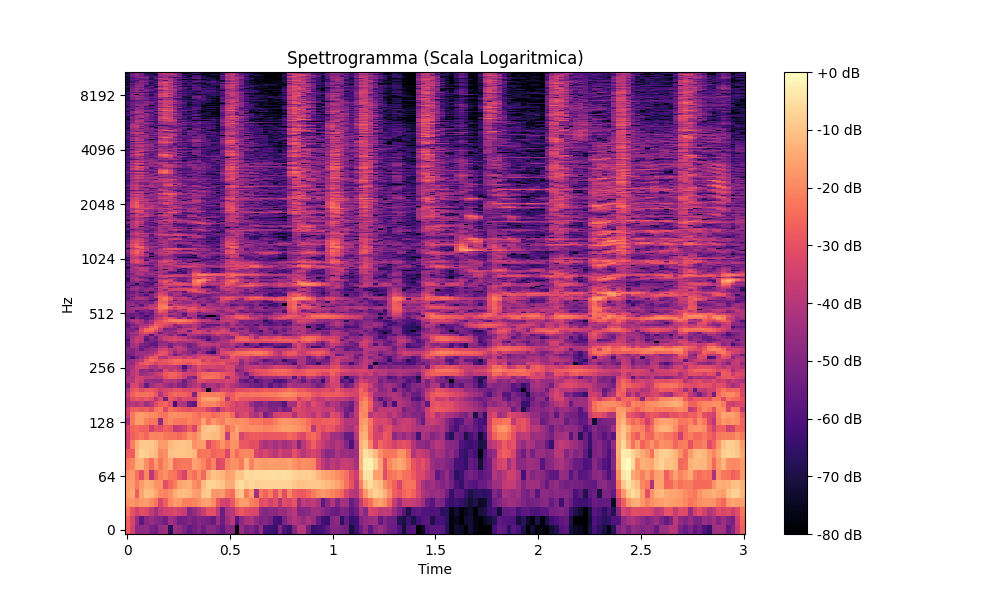 Spettrogramma (Scala Logaritmica)
Hz
8192
4096
2048
1024
512
256
128
64
0
0 0.5 1 1.5 2 2.5 3
Time
+0 dB
-10 dB
-20 dB
-30 dB
-40 dB
-50 dB
-60 dB
-70 dB
-80 dB